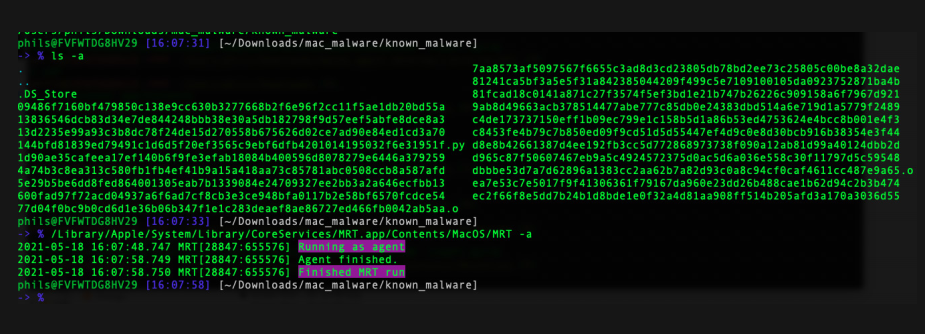 phils@FVFWTDG8HV29 [16:07:31] [~/Downloads/mac_malware/known_malware]
-> % ls -a
. 7aa8573af5097567f6655c3ad8d3cd23805db78bd2ee73c25805c00be8a32dae
.. 81241ca5bf3a5e5f31a842385044209f499c5e7109100105da0923752871ba4b
.DS_Store 81fcad18c0141a871c27f3574f5ef3bd1e21b747b26226c909158a6f7967d921
09486f7160bf479850c138e9cc630b3277668b2f6e96f2cc11f5ae1db20bd55a 9ab8d49663acb378514477abe777c85db0e24383dbd514a6e719d1a5779f2489
13836546dcb83d34e7de844248bbb38e30a5db182798f9d57eef5abfe8dce8a3 c4de173737150eff1b09ec799e1c158b5d1a86b53ed4753624e4bcc8b001e4f3
13d2235e99a93c3b8dc78f24de15d270558b675626d02ce7ad90e84ed1cd3a70 c8453fe4b79c7b850ed09f9cd51d5d55447ef4d9c0e8d30bcb916b38354e3f44
144bfd81839ed79491c1d6d5f20ef3565c9ebf6dfb4201014195032f6e31951f.py d8e8b42661387d4ee192fb3cc5d772868973738f090a12ab81d99a40124dbb2d
1d90ae35cafeea17ef140b6f9fe3efab18084b400596d8078279e6446a379259 d965c87f50607467eb9a5c4924572375d0ac5d6a036e558c30f11797d5c59548
4a74b3c8ea313c580fb1fb4ef41b9a15a418aa73c85781abc0508ccb8a587afd dbbbe53d7a7d62896a1383cc2aa62b7a82d93c0a8c94cf0caf4611cc487e9a65.o
5e29b5be6dd8fed864001305eab7b1339084e24709327ee2bb3a2a646ecfbb13 ea7e53c7e5017f9f41306361f79167da960e23dd26b488cae1b62d94c2b3b474
600fad97f72acd04937a6f6ad7cf8cb3e3ce948bfa0117b2e58bf6570fcdce54 ec2f66f8e5dd7b24b1d8bde1e0f32a4d81aa908ff514b205afd3a170a3036d55
77d04f0bc9b0cd6d1e36b06b347f1e1c283deaef8ae86727ed466fb0042ab5aa.o
phils@FVFWTDG8HV29 [16:07:33] [~/Downloads/mac_malware/known_malware]
-> % /Library/Apple/System/Library/CoreServices/MRT.app/Contents/MacOS/MRT -a
2021-05-18 16:07:48.747 MRT[28847:655576] Running as agent
2021-05-18 16:07:58.749 MRT[28847:655576] Agent finished.
2021-05-18 16:07:58.750 MRT[28847:655576] Finished MRT run
phils@FVFWTDG8HV29 [16:07:58] [~/Downloads/mac_malware/known_malware]
-> %